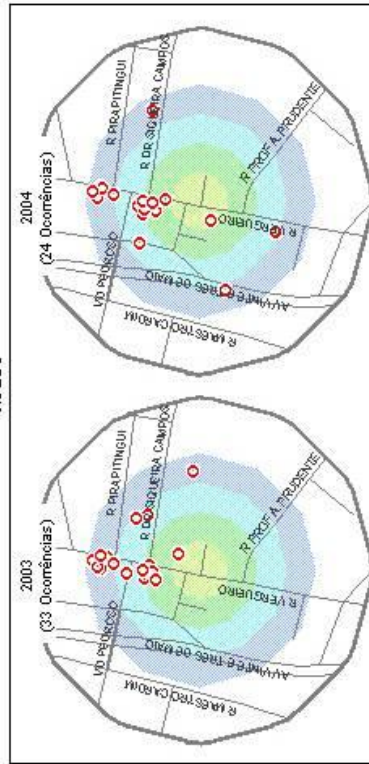 2003
(33 Ocorrências)
R PIRAPITINGUI
R DR SIQUEIRA CAMPOS
VD PEDROSO
R PROF A. PRUDENTE
R VERGUEIRO
AV VINTE E TRES DE MAIO
R MAESTRO CARDIM
2004
(24 Ocorrências)
R PIRAPITINGUI
R DR SIQUEIRA CAMPOS
VD PEDROSO
R PROF A. PRUDENTE
R VERGUEIRO
AV VINTE E TRES DE MAIO
R MAESTRO CARDIM